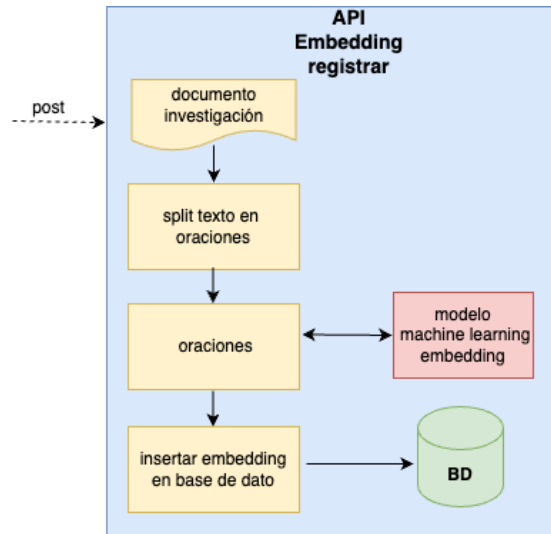 API
Embedding
registrar
post
documento
investigación
split texto en
oraciones
oraciones
modelo
machine learning
embedding
insertar embedding
en base de dato
BD